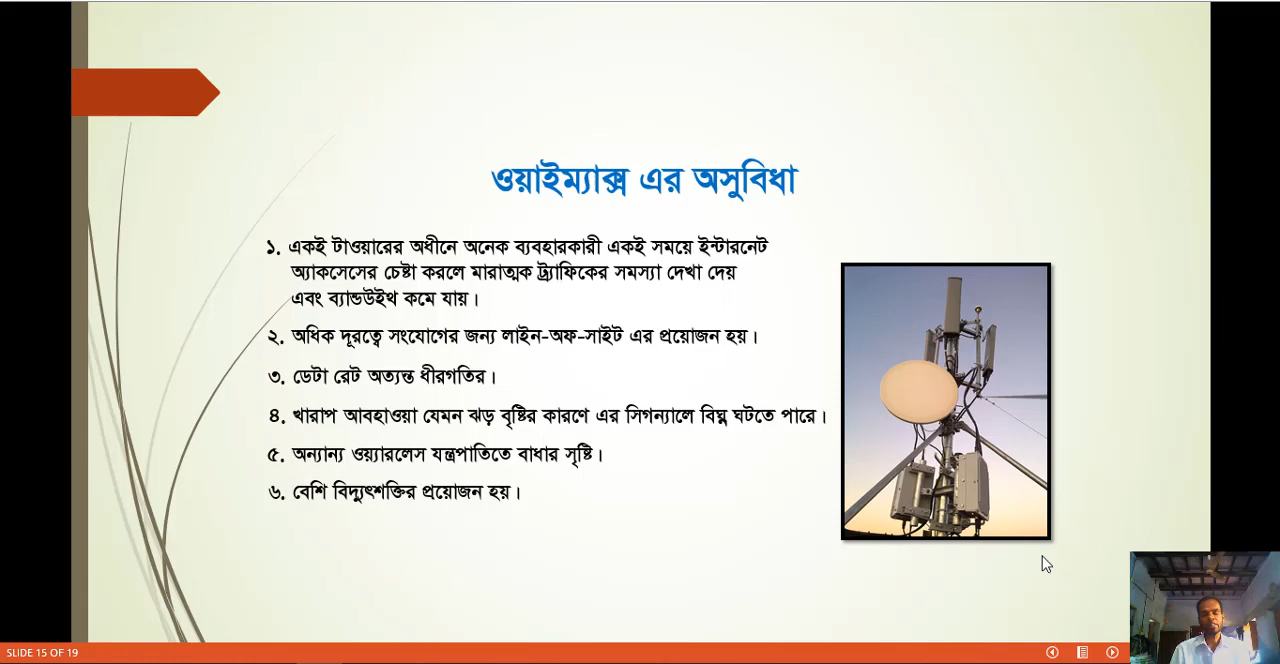 ওয়াইম্যাক্স এর অসুবিধা
১. একই টাওয়ারের অধীনে অনেক ব্যবহারকারী একই সময়ে ইন্টারনেট
অ্যাকসেসের চেষ্টা করলে মারাত্মক ট্র্যাফিকের সমস্যা দেখা দেয়
এবং ব্যান্ডউইথ কমে যায়।
২. অধিক দূরত্বে সংযোগের জন্য লাইন-অফ-সাইট এর প্রয়োজন হয়।
৩. ডেটা রেট অত্যন্ত ধীরগতির।
৪. খারাপ আবহাওয়া যেমন ঝড় বৃষ্টির কারণে এর সিগন্যালে বিঘ্ন ঘটতে পারে।
৫. অন্যান্য ওয়্যারলেস যন্ত্রপাতিতে বাধার সৃষ্টি।
৬. বেশি বিদ্যুৎশক্তির প্রয়োজন হয়।
SLIDE 15 OF 19